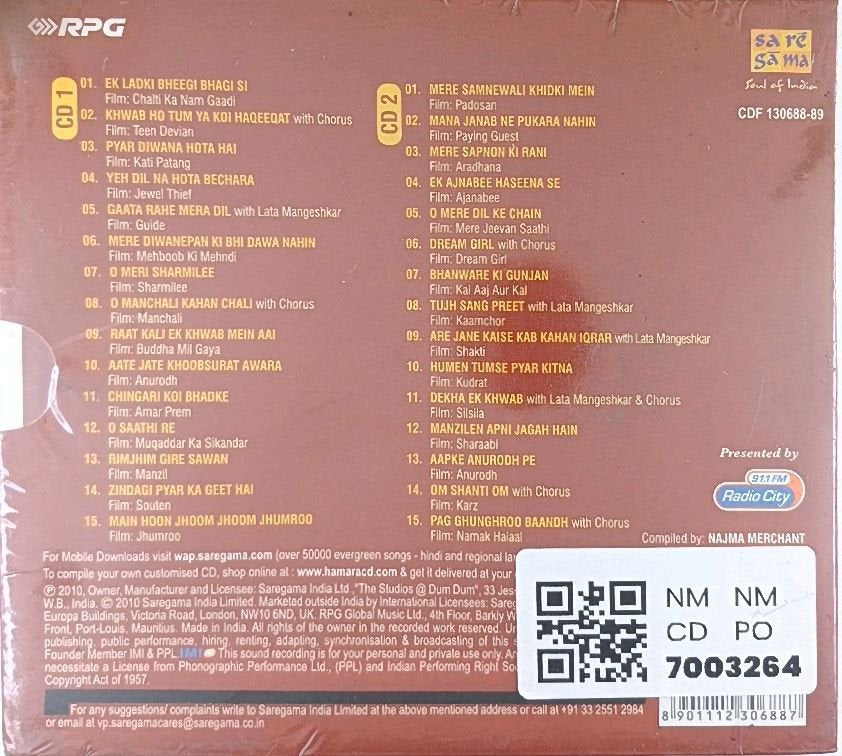 RPG
sa rē
gā ma
Soul of India
CDF 130688-89
CD 1
01. EK LADKI BHEEGI BHAGI SI
Film: Chalti Ka Nam Gaadi
02. KHWAB HO TUM YA KOI HAQEEQAT with Chorus
Film: Teen Devian
03. PYAR DIWANA HOTA HAI
Film: Kati Patang
04. YEH DIL NA HOTA BECHARA
Film: Jewel Thief
05. GAATA RAHE MERA DIL with Lata Mangeshkar
Film: Guide
06. MERE DIWANEPAN KI BHI DAWA NAHIN
Film: Mehboob Ki Mehndi
07. O MERI SHARMILEE
Film: Sharmilee
08. O MANCHALI KAHAN CHALI with Chorus
Film: Manchali
09. RAAT KALI EK KHWAB MEIN AAI
Film: Buddha Mil Gaya
10. AATE JATE KHOOBSURAT AWARA
Film: Anurodh
11. CHINGARI KOI BHADKE
Film: Amar Prem
12. O SAATHI RE
Film: Muqaddar Ka Sikandar
13. RIMJHIM GIRE SAWAN
Film: Manzil
14. ZINDAGI PYAR KA GEET HAI
Film: Souten
15. MAIN HOON JHOOM JHOOM JHUMROO
Film: Jhumroo
CD 2
01. MERE SAMNEWALI KHIDKI MEIN
Film: Padosan
02. MANA JANAB NE PUKARA NAHIN
Film: Paying Guest
03. MERE SAPNON KI RANI
Film: Aradhana
04. EK AJNABEE HASEENA SE
Film: Ajanabee
05. O MERE DIL KE CHAIN
Film: Mere Jeevan Saathi
06. DREAM GIRL with Chorus
Film: Dream Girl
07. BHANWARE KI GUNJAN
Film: Kal Aaj Aur Kal
08. TUJH SANG PREET with Lata Mangeshkar
Film: Kaamchor
09. ARE JANE KAISE KAB KAHAN IQRAR with Lata Mangeshkar
Film: Shakti
10. HUMEN TUMSE PYAR KITNA
Film: Kudrat
11. DEKHA EK KHWAB with Lata Mangeshkar & Chorus
Film: Silsila
12. MANZILEN APNI JAGAH HAIN
Film: Sharaabi
13. AAPKE ANURODH PE
Film: Anurodh
14. OM SHANTI OM with Chorus
Film: Karz
15. PAG GHUNGHROO BAANDH with Chorus
Film: Namak Halaal
Presented by
91.1 FM
Radio City
Compiled by: NAJMA MERCHANT
For Mobile Downloads visit wap.saregama.com (over 50000 evergreen songs - hindi and regional
To compile your own customised CD, shop online at : www.hamaracd.com & get it delivered at your
℗ 2010, Owner, Manufacturer and Licensee: Saregama India Ltd.,"The Studios @ Dum Dum", 33
W.B., India. © 2010 Saregama India Limited. Marketed outside India by International Licensees:
Europa Buildings, Victoria Road, London, NW10 6ND, UK. RPG Global Music Ltd., 4th Floor, Barkly
Front, Port-Louis, Mauritius. Made in India. All rights of the owner in the recorded work reserved.
publishing, public performance, hiring, renting, adapting, synchronisation & broadcasting of this
Founder Member IMI & PPL. IMI This sound recording is for your personal and private use only.
necessitate a License from Phonographic Performance Ltd., (PPL) and Indian Performing Right
Copyright Act of 1957.
For any suggestions/ complaints write to Saregama India Limited at the above mentioned address or call at +91 33 2551 2984
or email at vp.saregamacares@saregama.co.in
NM NM
CD PO
7003264
8 901112 306887